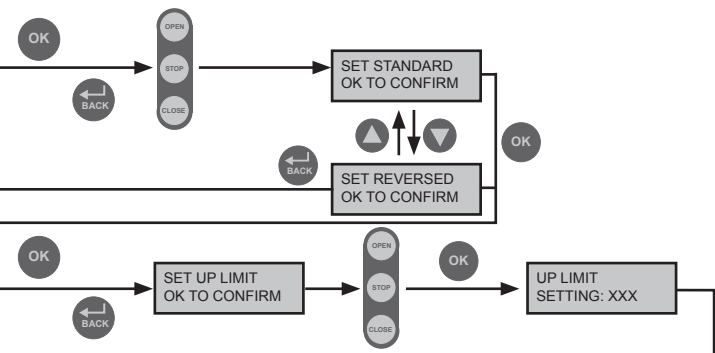 OK
OPEN
STOP
CLOSE
BACK
SET STANDARD
OK TO CONFIRM
OK
BACK
SET REVERSED
OK TO CONFIRM
OK
BACK
SET UP LIMIT
OK TO CONFIRM
OPEN
STOP
CLOSE
OK
UP LIMIT
SETTING: XXX